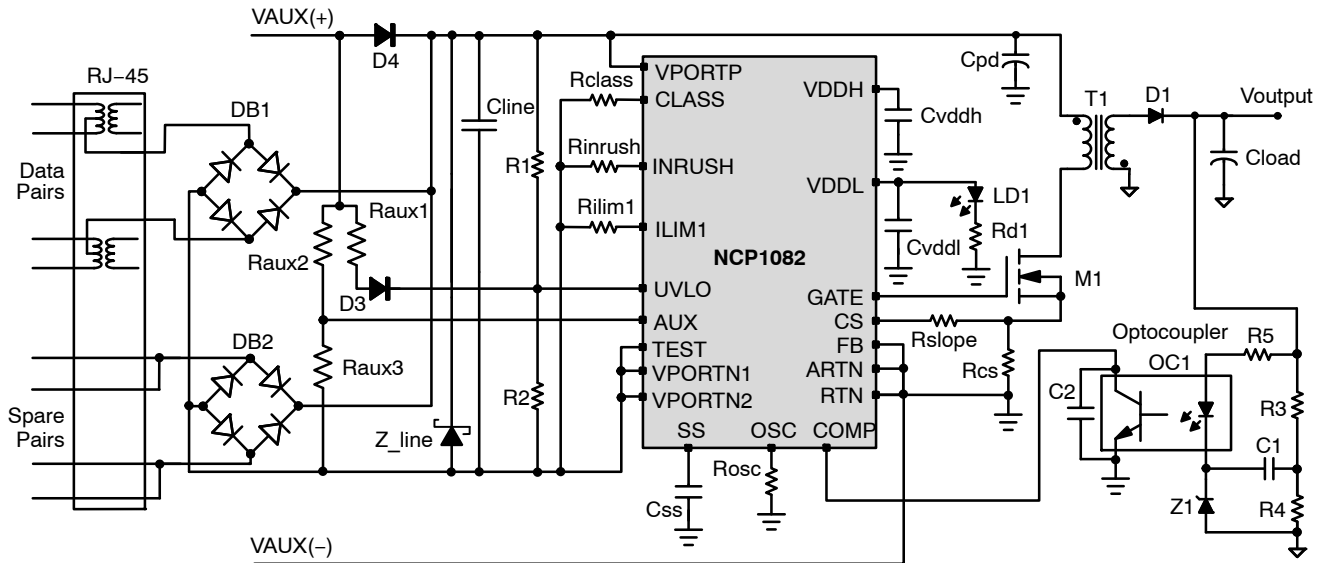 VAUX(+)
D4
RJ−45
DB1
Data
Pairs
Raux1
Raux2
D3
DB2
Raux3
Spare
Pairs
Z_line
Cline
R1
R2
Rclass
Rinrush
Rilim1
VPORTP
CLASS
INRUSH
ILIM1
NCP1082
UVLO
AUX
TEST
VPORTN1
VPORTN2
SS
OSC
COMP
VDDH
VDDL
GATE
CS
FB
ARTN
RTN
Css
Rosc
Cvddh
Cvddl
LD1
Rd1
Cpd
T1
D1
Voutput
Cload
M1
Rslope
Rcs
Optocoupler
OC1
R5
C2
R3
C1
Z1
R4
VAUX(−)